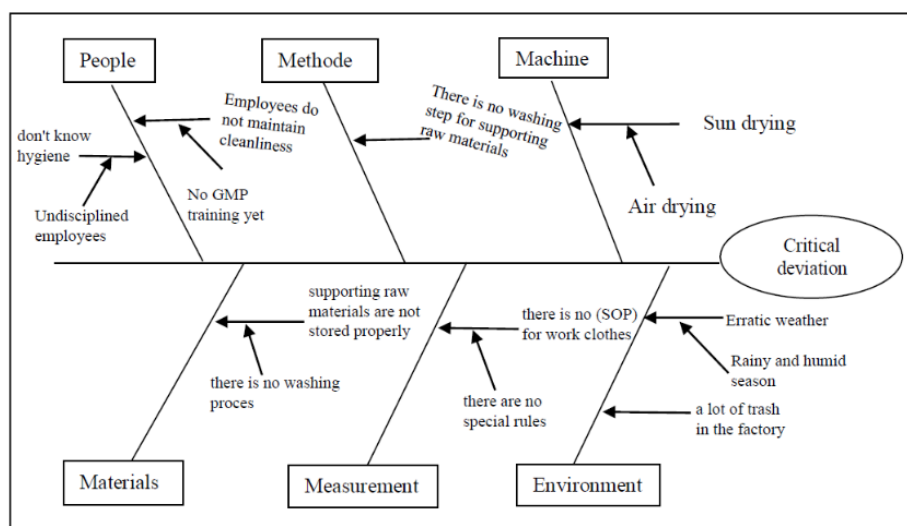 People
Methode
Machine
Employees do
not maintain
cleanliness
don't know
hygiene
No GMP
training yet
Undisciplined
employees
There is no washing
step for supporting
raw materials
Sun drying
Air drying
Critical
deviation
supporting raw
materials are not
stored properly
there is no washing
proces
there is no (SOP)
for work clothes
there are no
special rules
Erratic weather
Rainy and humid
season
a lot of trash
in the factory
Materials
Measurement
Environment